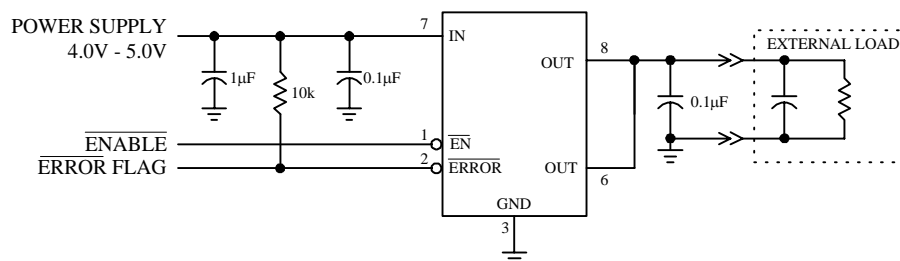 POWER SUPPLY
4.0V - 5.0V
7
IN
1μF
10k
0.1μF
ENABLE
1
EN
ERROR FLAG
2
ERROR
OUT
8
OUT
6
GND
3
0.1μF
EXTERNAL LOAD